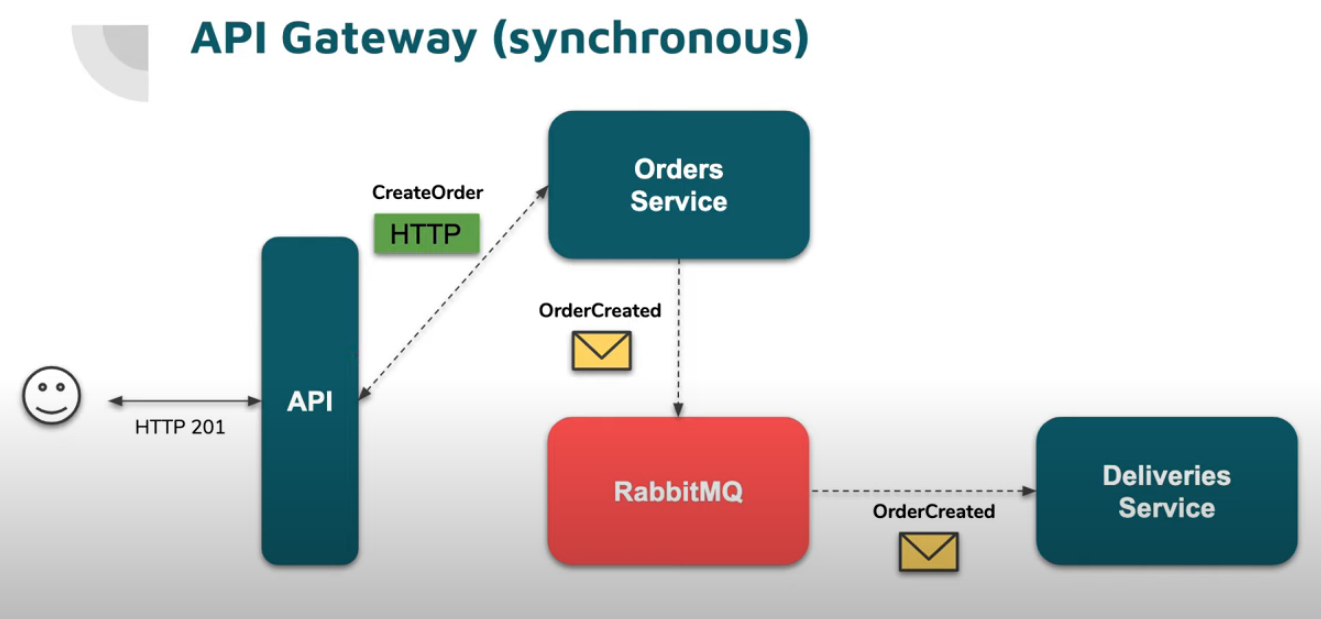 API Gateway (synchronous)
CreateOrder
HTTP
Orders
Service
OrderCreated
API
HTTP 201
RabbitMQ
OrderCreated
Deliveries
Service